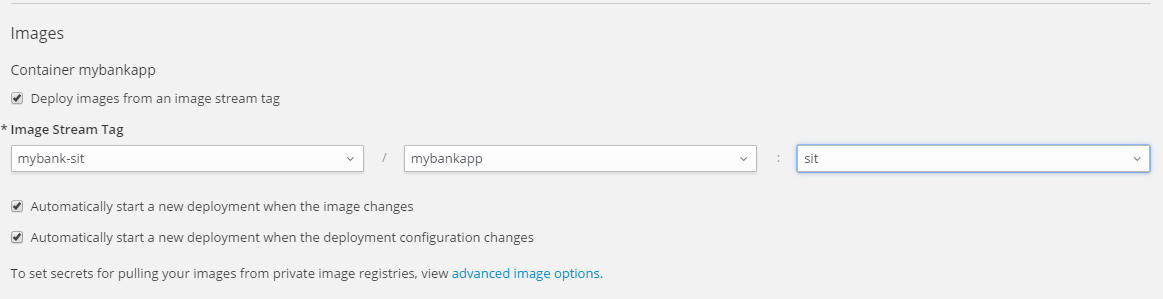 Images
Container mybankapp
Deploy images from an image stream tag
* Image Stream Tag
mybank-sit / mybankapp : sit
Automatically start a new deployment when the image changes
Automatically start a new deployment when the deployment configuration changes
To set secrets for pulling your images from private image registries, view advanced image options.